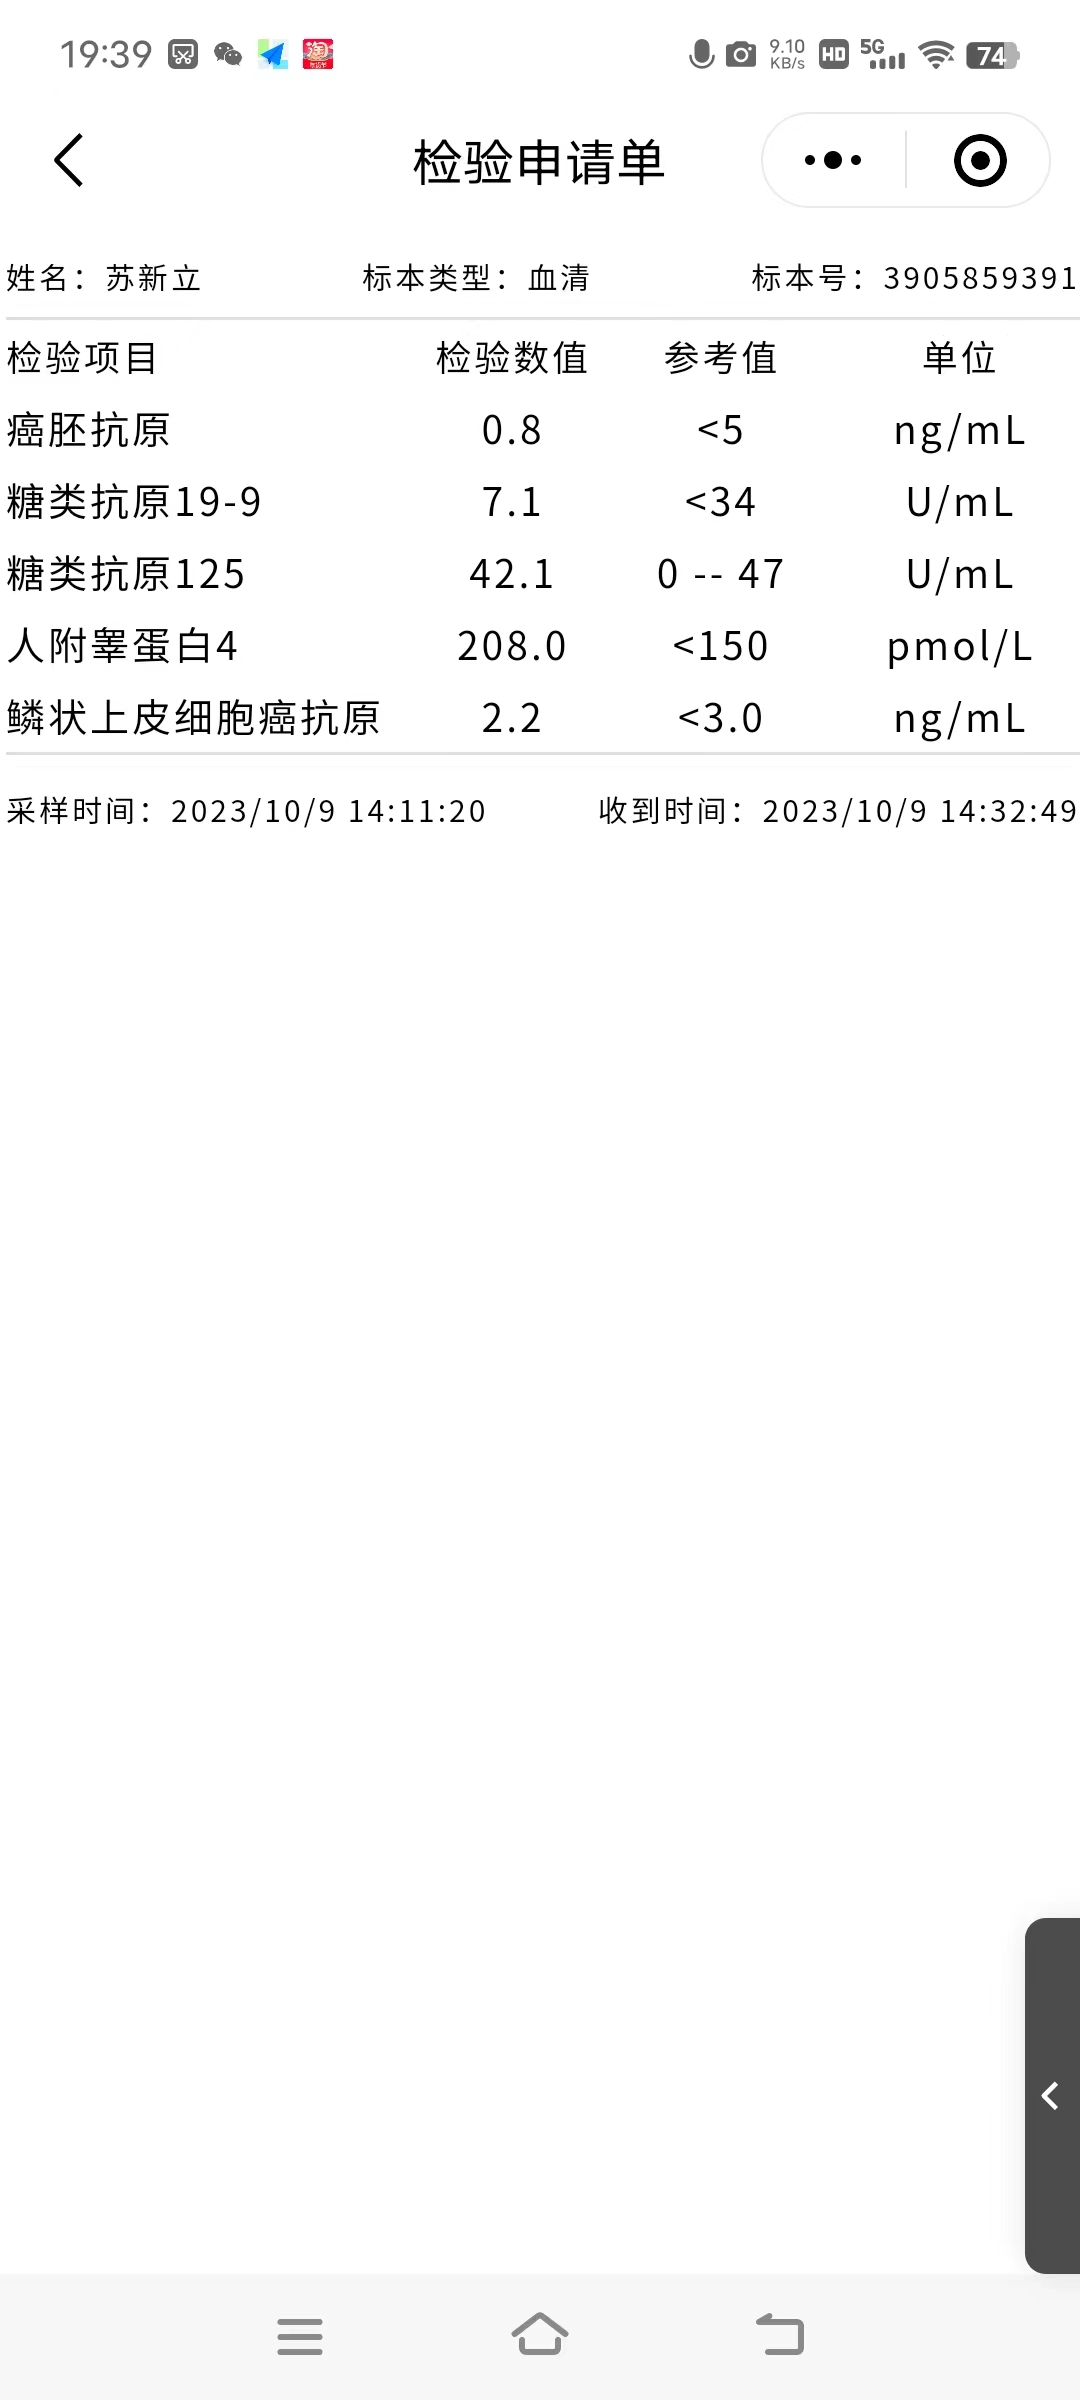 19:39 淘 9.10 KB/s HD 5G 74
检验申请单
姓名：苏新立 标本类型：血清 标本号：3905859391
检验项目 检验数值 参考值 单位
癌胚抗原 0.8 <5 ng/mL
糖类抗原19-9 7.1 <34 U/mL
糖类抗原125 42.1 0 -- 47 U/mL
人附睾蛋白4 208.0 <150 pmol/L
鳞状上皮细胞癌抗原 2.2 <3.0 ng/mL
采样时间：2023/10/9 14:11:20 收到时间：2023/10/9 14:32:49